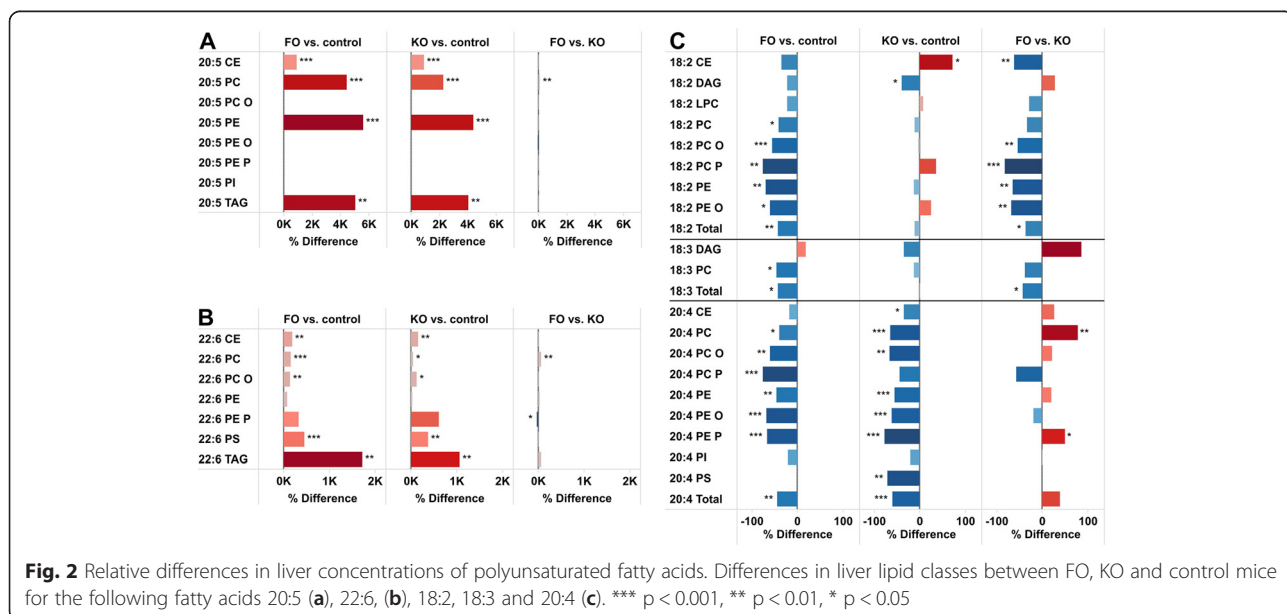 A
FO vs. control KO vs. control FO vs. KO
20:5 CE *** ***
20:5 PC *** *** **
20:5 PC O
20:5 PE *** ***
20:5 PE O
20:5 PE P
20:5 PI
20:5 TAG ** **
0K 2K 4K 6K 0K 2K 4K 6K 0K 2K 4K 6K
% Difference % Difference % Difference
B
FO vs. control KO vs. control FO vs. KO
22:6 CE ** **
22:6 PC *** * **
22:6 PC O ** *
22:6 PE
22:6 PE P *
22:6 PS *** **
22:6 TAG ** **
0K 1K 2K 0K 1K 2K 0K 1K 2K
% Difference % Difference % Difference
C
FO vs. control KO vs. control FO vs. KO
18:2 CE * **
18:2 DAG *
18:2 LPC
18:2 PC *
18:2 PC O *** **
18:2 PC P ** ***
18:2 PE ** **
18:2 PE O * **
18:2 Total ** *
18:3 DAG
18:3 PC *
18:3 Total * *
20:4 CE *
20:4 PC * *** **
20:4 PC O ** **
20:4 PC P ***
20:4 PE ** ***
20:4 PE O *** ***
20:4 PE P *** *** *
20:4 PI
20:4 PS **
20:4 Total ** ***
-100 0 100 -100 0 100 -100 0 100
% Difference % Difference % Difference
Fig. 2 Relative differences in liver concentrations of polyunsaturated fatty acids. Differences in liver lipid classes between FO, KO and control mice
for the following fatty acids 20:5 (a), 22:6, (b), 18:2, 18:3 and 20:4 (c). *** p < 0.001, ** p < 0.01, * p < 0.05